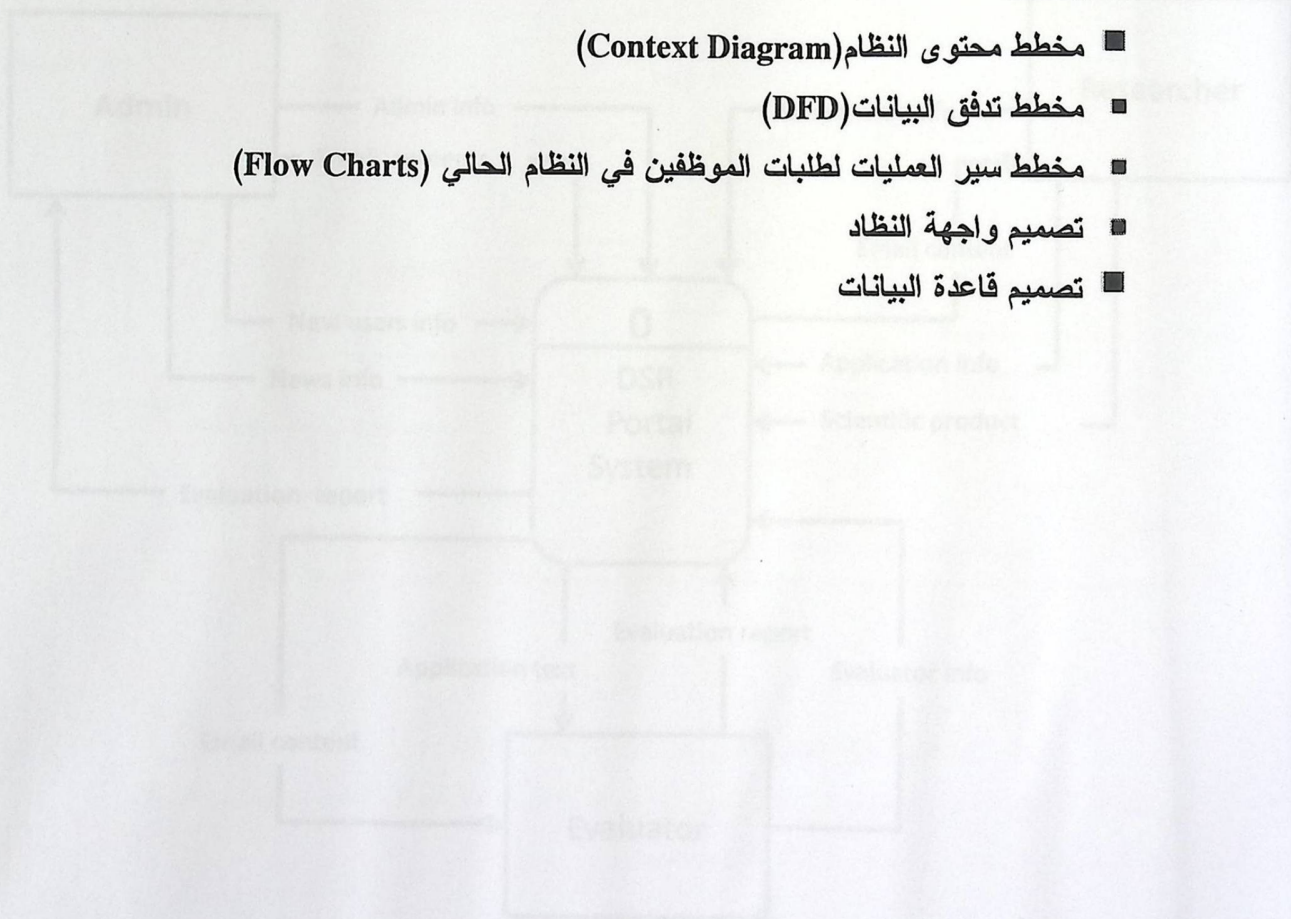 مخطط محتوى النظام(Context Diagram)
مخطط تدفق البيانات(DFD)
مخطط سير العمليات لطلبات الموظفين في النظام الحالي (Flow Charts)
تصميم واجهة النظاد
تصميم قاعدة البيانات
Admin
Admin info
Researcher
Email content
New users info
0
News info
DSR
Application info
Portal
Scientific product
System
Evaluation report
Evaluation report
Application text
Evaluator info
Email content
Evaluator